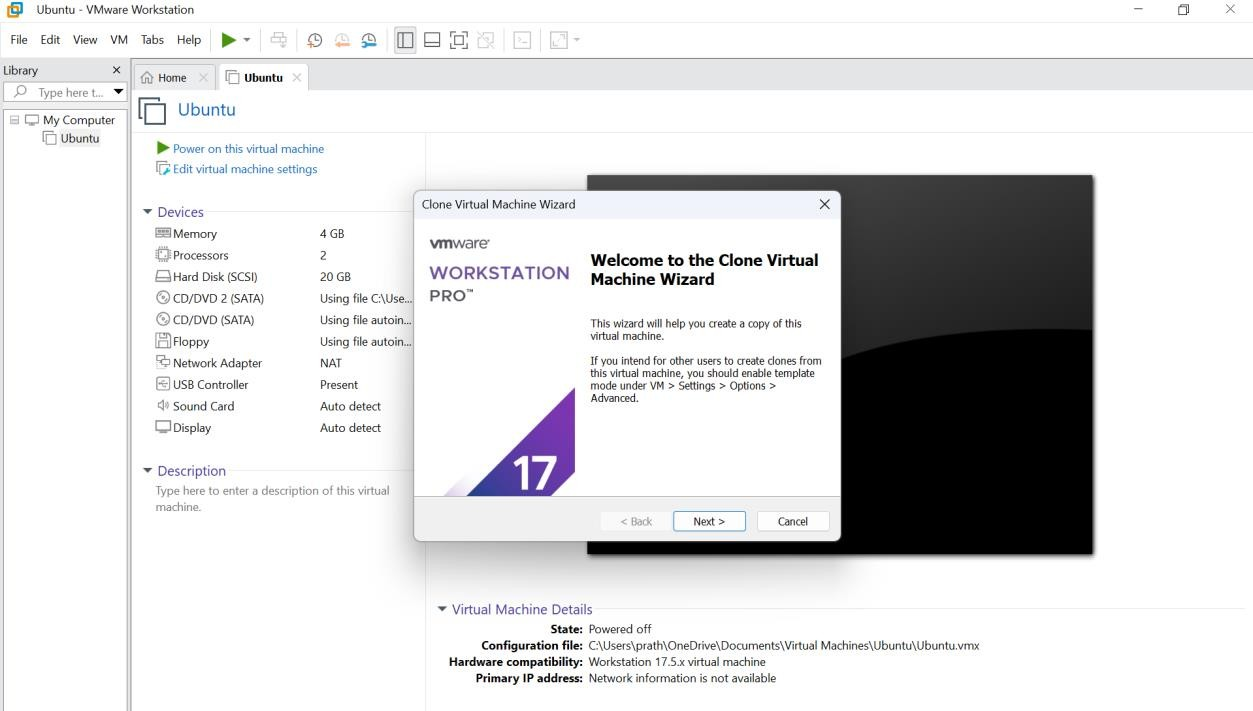 Ubuntu - VMware Workstation
File Edit View VM Tabs Help
Library
Type here t...
My Computer
Ubuntu
Home
Ubuntu
Ubuntu
Power on this virtual machine
Edit virtual machine settings
Devices
Memory 4 GB
Processors 2
Hard Disk (SCSI) 20 GB
CD/DVD 2 (SATA) Using file C:\Use...
CD/DVD (SATA) Using file autoin...
Floppy Using file autoin...
Network Adapter NAT
USB Controller Present
Sound Card Auto detect
Display Auto detect
Description
Type here to enter a description of this virtual
machine.
Clone Virtual Machine Wizard
vmware®
WORKSTATION
PRO™
17
Welcome to the Clone Virtual
Machine Wizard
This wizard will help you create a copy of this
virtual machine.
If you intend for other users to create clones from
this virtual machine, you should enable template
mode under VM > Settings > Options >
Advanced.
< Back Next > Cancel
Virtual Machine Details
State: Powered off
Configuration file: C:\Users\prath\OneDrive\Documents\Virtual Machines\Ubuntu\Ubuntu.vmx
Hardware compatibility: Workstation 17.5.x virtual machine
Primary IP address: Network information is not available